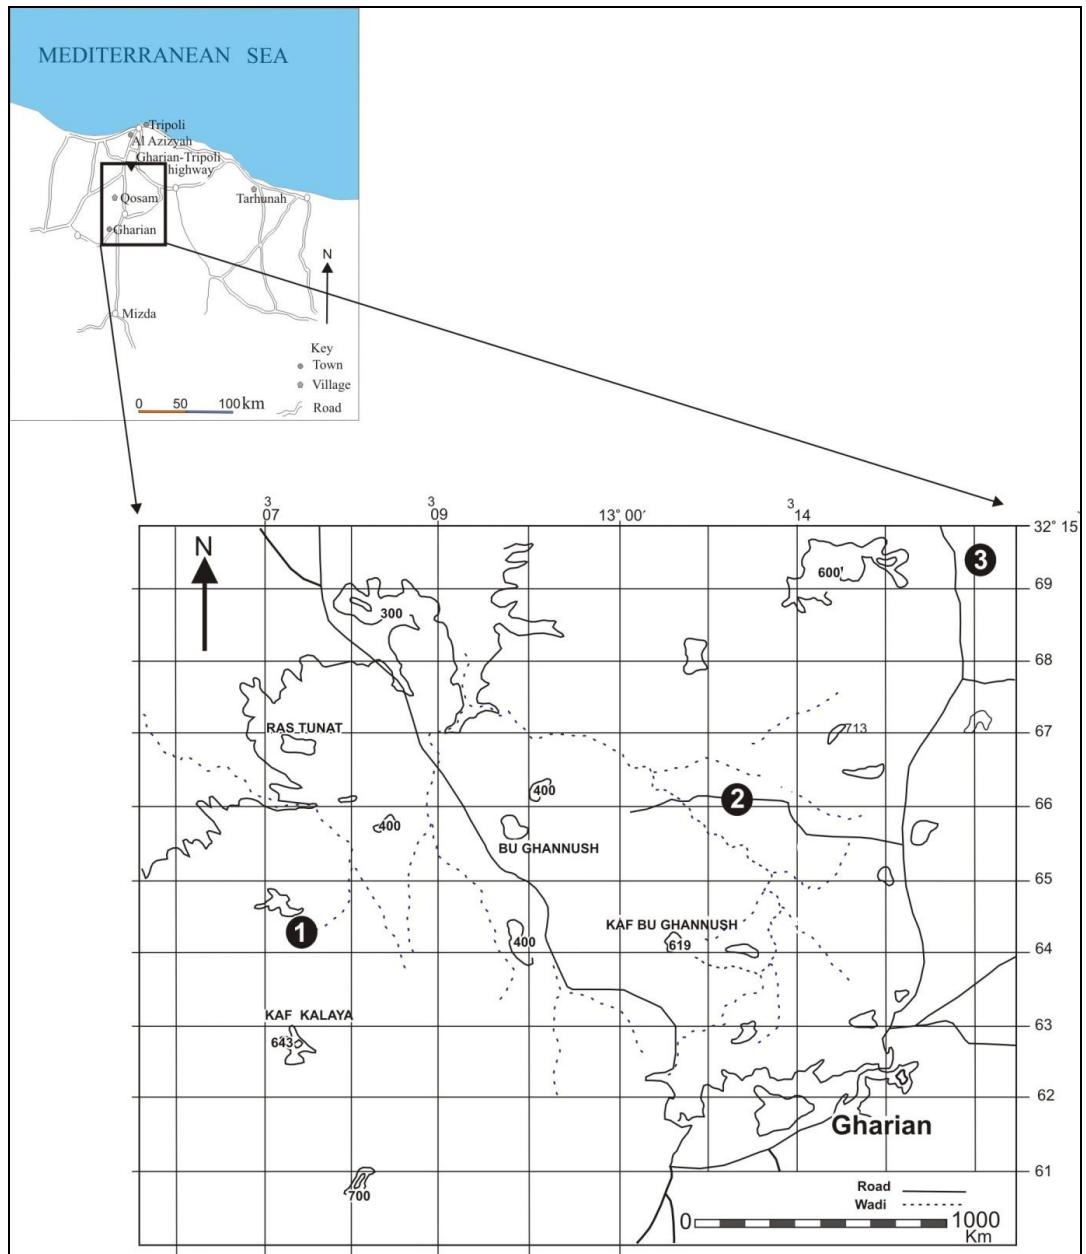 MEDITERRANEAN SEA
Tripoli
Al Azizyah
Gharian-Tripoli
highway
Qosam
Tarhunah
Gharian
N
Mizda
Key
Town
Village
Road
0 50 100 km
3
07
3
09
13° 00´
3
14
32° 15
N
3
600'
69
300
68
RAS TUNAT
713
67
400
2
66
400
BU GHANNUSH
65
1
KAF BU GHANNUSH
400
619
64
KAF KALAYA
63
643
62
Gharian
61
700
Road
Wadi
0 1000
Km